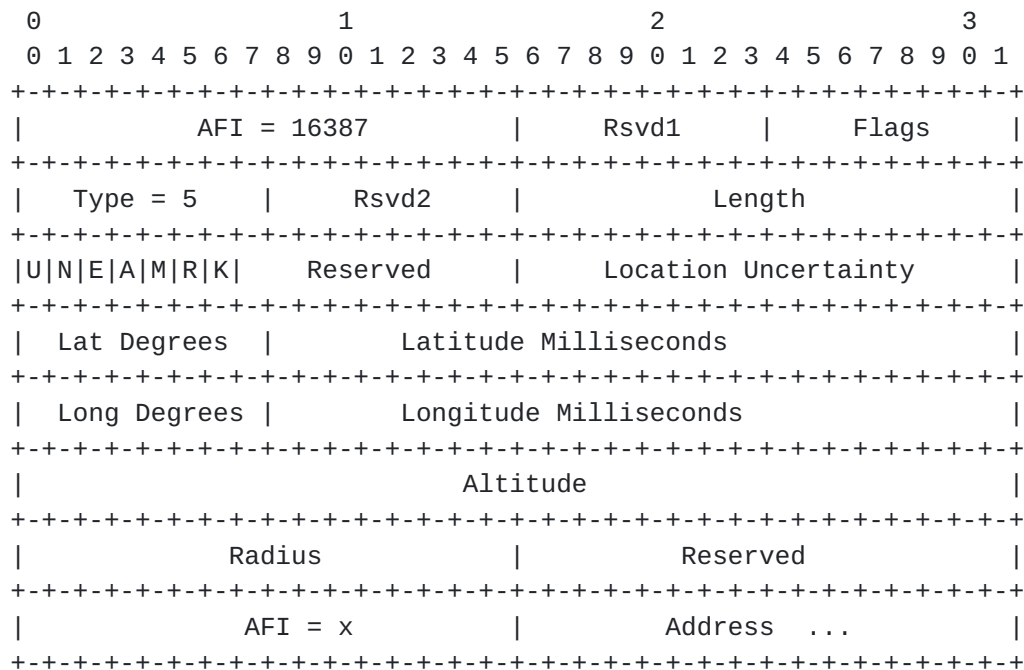 0                   1                   2                   3
 0 1 2 3 4 5 6 7 8 9 0 1 2 3 4 5 6 7 8 9 0 1 2 3 4 5 6 7 8 9 0 1
+-+-+-+-+-+-+-+-+-+-+-+-+-+-+-+-+-+-+-+-+-+-+-+-+-+-+-+-+-+-+-+-+
|           AFI = 16387         |     Rsvd1     |     Flags     |
+-+-+-+-+-+-+-+-+-+-+-+-+-+-+-+-+-+-+-+-+-+-+-+-+-+-+-+-+-+-+-+-+
|   Type = 5    |     Rsvd2     |            Length             |
+-+-+-+-+-+-+-+-+-+-+-+-+-+-+-+-+-+-+-+-+-+-+-+-+-+-+-+-+-+-+-+-+
|U|N|E|A|M|R|K|    Reserved     |     Location Uncertainty      |
+-+-+-+-+-+-+-+-+-+-+-+-+-+-+-+-+-+-+-+-+-+-+-+-+-+-+-+-+-+-+-+-+
|  Lat Degrees  |        Latitude Milliseconds                  |
+-+-+-+-+-+-+-+-+-+-+-+-+-+-+-+-+-+-+-+-+-+-+-+-+-+-+-+-+-+-+-+-+
|  Long Degrees |        Longitude Milliseconds                 |
+-+-+-+-+-+-+-+-+-+-+-+-+-+-+-+-+-+-+-+-+-+-+-+-+-+-+-+-+-+-+-+-+
|                            Altitude                           |
+-+-+-+-+-+-+-+-+-+-+-+-+-+-+-+-+-+-+-+-+-+-+-+-+-+-+-+-+-+-+-+-+
|             Radius            |          Reserved             |
+-+-+-+-+-+-+-+-+-+-+-+-+-+-+-+-+-+-+-+-+-+-+-+-+-+-+-+-+-+-+-+-+
|              AFI = x          |         Address  ...          |
+-+-+-+-+-+-+-+-+-+-+-+-+-+-+-+-+-+-+-+-+-+-+-+-+-+-+-+-+-+-+-+-+